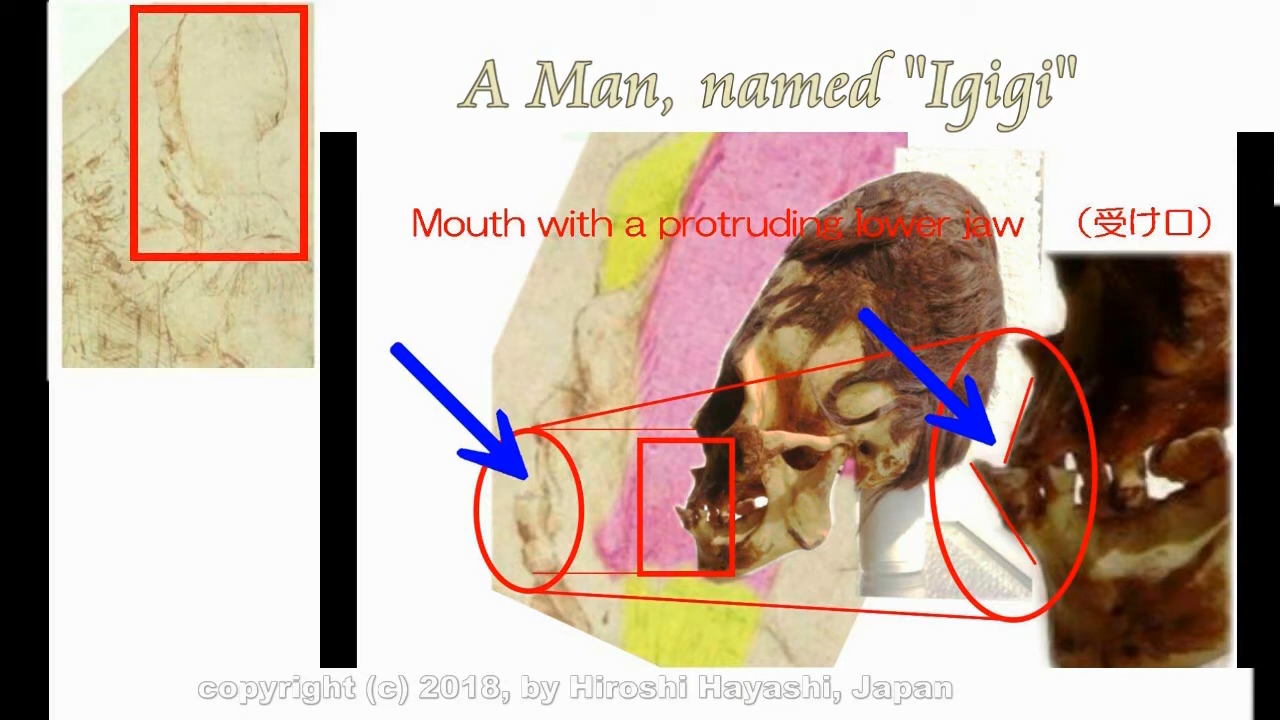 A Man, named "Igigi"
Mouth with a protruding lower jaw （受け口）
copyright (c) 2018, by Hiroshi Hayashi, Japan